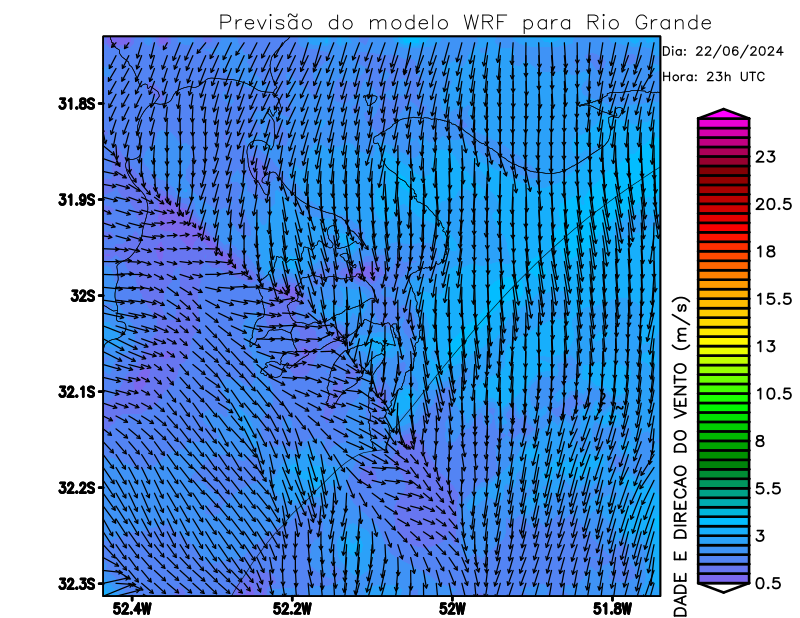 Previsão do modelo WRF para Rio Grande
Dia: 22/06/2024
Hora: 23h UTC
31.8S
31.9S
32S
32.1S
32.2S
32.3S
52.4W
52.2W
52W
51.8W
23
20.5
18
15.5
13
10.5
8
5.5
3
0.5
DADE E DIRECAO DO VENTO (m/s)